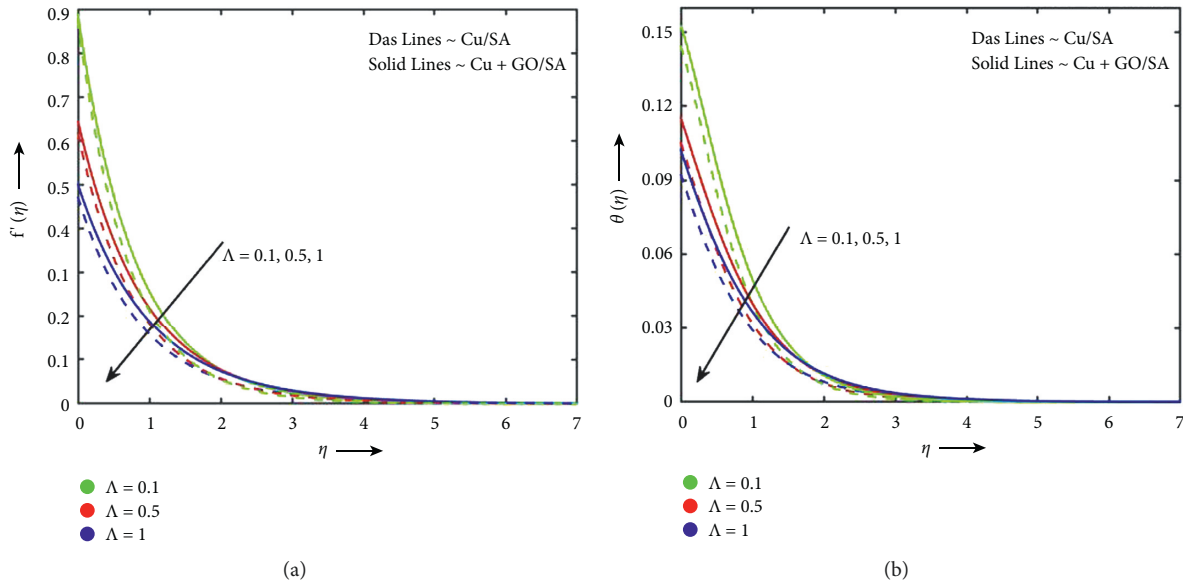 0.9
0.8
0.7
0.6
0.5
0.4
0.1
0.2
0.1
0
f' (η)
Das Lines ~ Cu/SA
Solid Lines ~ Cu + GO/SA
Λ = 0.1, 0.5, 1
0 1 2 3 4 5 6 7
η
Λ = 0.1
Λ = 0.5
Λ = 1
(a)
0.15
0.12
0.09
0.06
0.03
0
θ (η)
Das Lines ~ Cu/SA
Solid Lines ~ Cu + GO/SA
Λ = 0.1, 0.5, 1
0 1 2 3 4 5 6 7
η
Λ = 0.1
Λ = 0.5
Λ = 1
(b)